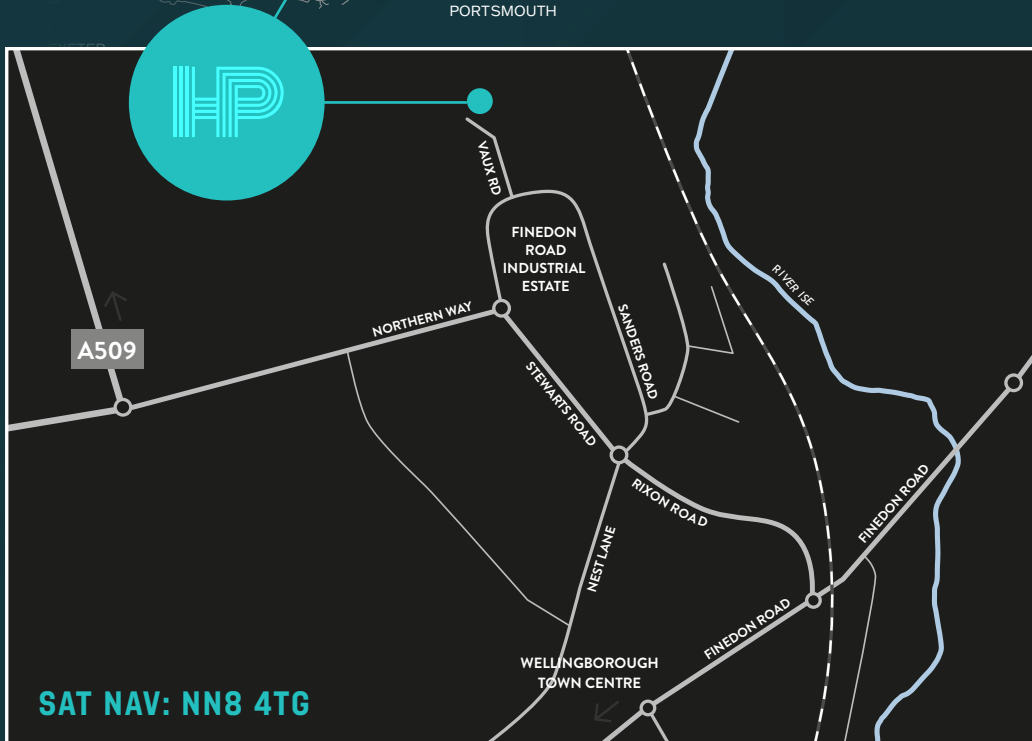 PORTSMOUTH
EXETER
HP
VAUX RD
FINEDON
ROAD
INDUSTRIAL
ESTATE
RIVER ISE
NORTHERN WAY
SANDERS ROAD
A509
STEWARTS ROAD
RIXON ROAD
FINEDON ROAD
NEST LANE
FINEDON ROAD
WELLINGBOROUGH
TOWN CENTRE
SAT NAV: NN8 4TG